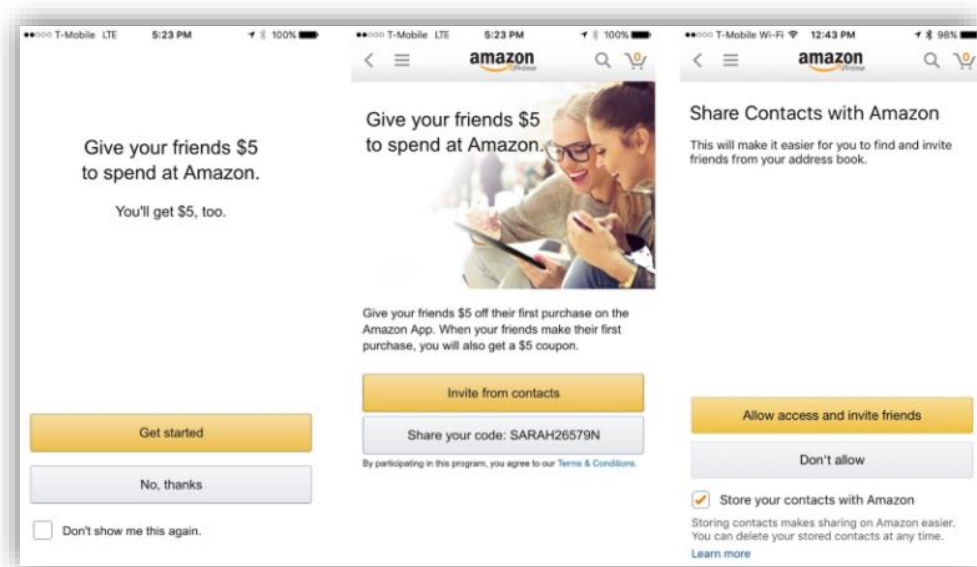 T-Mobile LTE 5:23 PM 100%
Give your friends $5
to spend at Amazon.
You'll get $5, too.
Get started
No, thanks
Don't show me this again.
T-Mobile LTE 5:23 PM 100%
amazon
Prime
0
Give your friends $5
to spend at Amazon.
Give your friends $5 off their first purchase on the
Amazon App. When your friends make their first
purchase, you will also get a $5 coupon.
Invite from contacts
Share your code: SARAH26579N
By participating in this program, you agree to our Terms & Conditions.
T-Mobile Wi-Fi 12:43 PM 98%
amazon
Prime
0
Share Contacts with Amazon
This will make it easier for you to find and invite
friends from your address book.
Allow access and invite friends
Don't allow
Store your contacts with Amazon
Storing contacts makes sharing on Amazon easier.
You can delete your stored contacts at any time.
Learn more